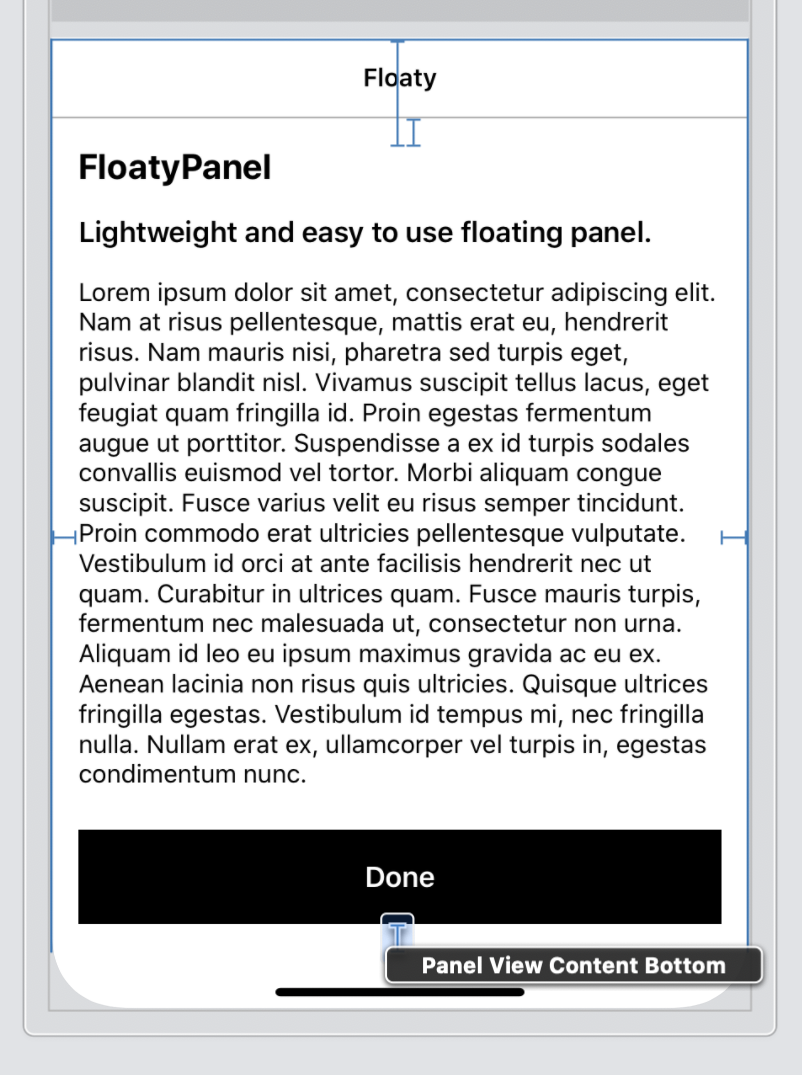 Floaty
FloatyPanel
Lightweight and easy to use floating panel.
Lorem ipsum dolor sit amet, consectetur adipiscing elit.
Nam at risus pellentesque, mattis erat eu, hendrerit
risus. Nam mauris nisi, pharetra sed turpis eget,
pulvinar blandit nisl. Vivamus suscipit tellus lacus, eget
feugiat quam fringilla id. Proin egestas fermentum
augue ut porttitor. Suspendisse a ex id turpis sodales
convallis euismod vel tortor. Morbi aliquam congue
suscipit. Fusce varius velit eu risus semper tincidunt.
Proin commodo erat ultricies pellentesque vulputate.
Vestibulum id orci at ante facilisis hendrerit nec ut
quam. Curabitur in ultrices quam. Fusce mauris turpis,
fermentum nec malesuada ut, consectetur non urna.
Aliquam id leo eu ipsum maximus gravida ac eu ex.
Aenean lacinia non risus quis ultricies. Quisque ultrices
fringilla egestas. Vestibulum id tempus mi, nec fringilla
nulla. Nullam erat ex, ullamcorper vel turpis in, egestas
condimentum nunc.
Done
Panel View Content Bottom